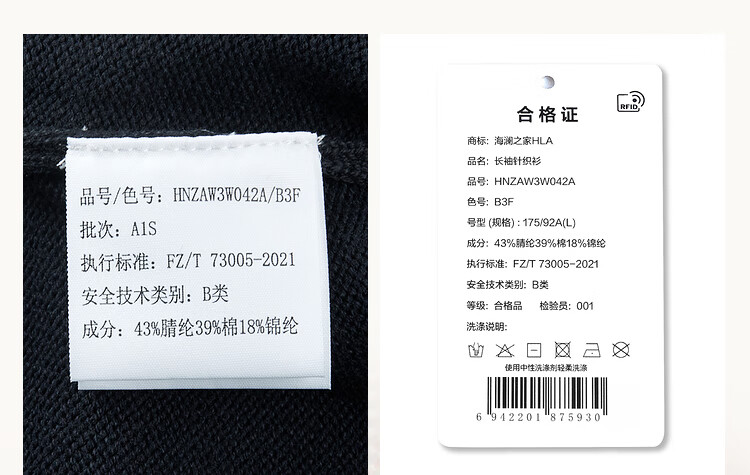 品号/色号: HNZAW3W042A/B3F
批次: A1S
执行标准: FZ/T 73005-2021
安全技术类别: B类
成分: 43%腈纶39%棉18%锦纶
RFID
合格证
商标: 海澜之家HLA
品名: 长袖针织衫
品号: HNZAW3W042A
色号: B3F
号型 (规格) : 175/92A(L)
成分: 43%腈纶39%棉18%锦纶
执行标准: FZ/T 73005-2021
安全技术类别: B类
等级: 合格品 检验员: 001
洗涤说明:
使用中性洗涤剂轻柔洗涤
6 942201 875930